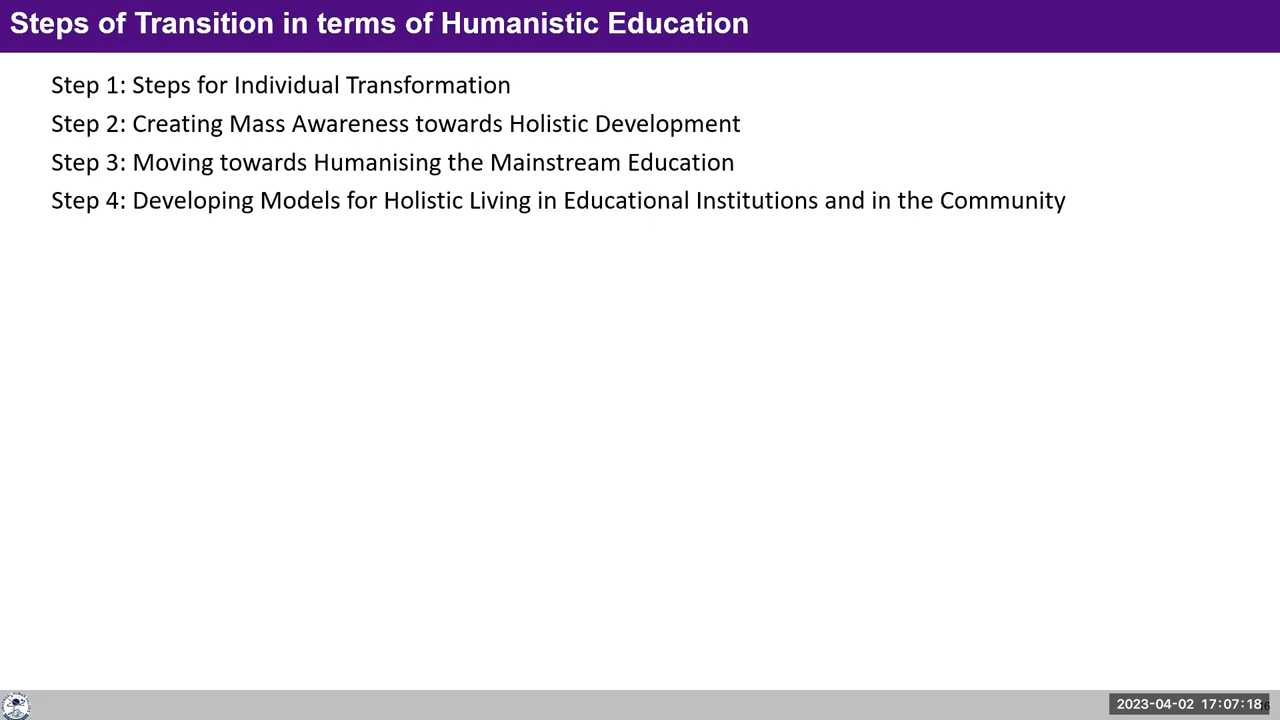 Steps of Transition in terms of Humanistic Education
Step 1: Steps for Individual Transformation
Step 2: Creating Mass Awareness towards Holistic Development
Step 3: Moving towards Humanising the Mainstream Education
Step 4: Developing Models for Holistic Living in Educational Institutions and in the Community
2023-04-02 17:07:18